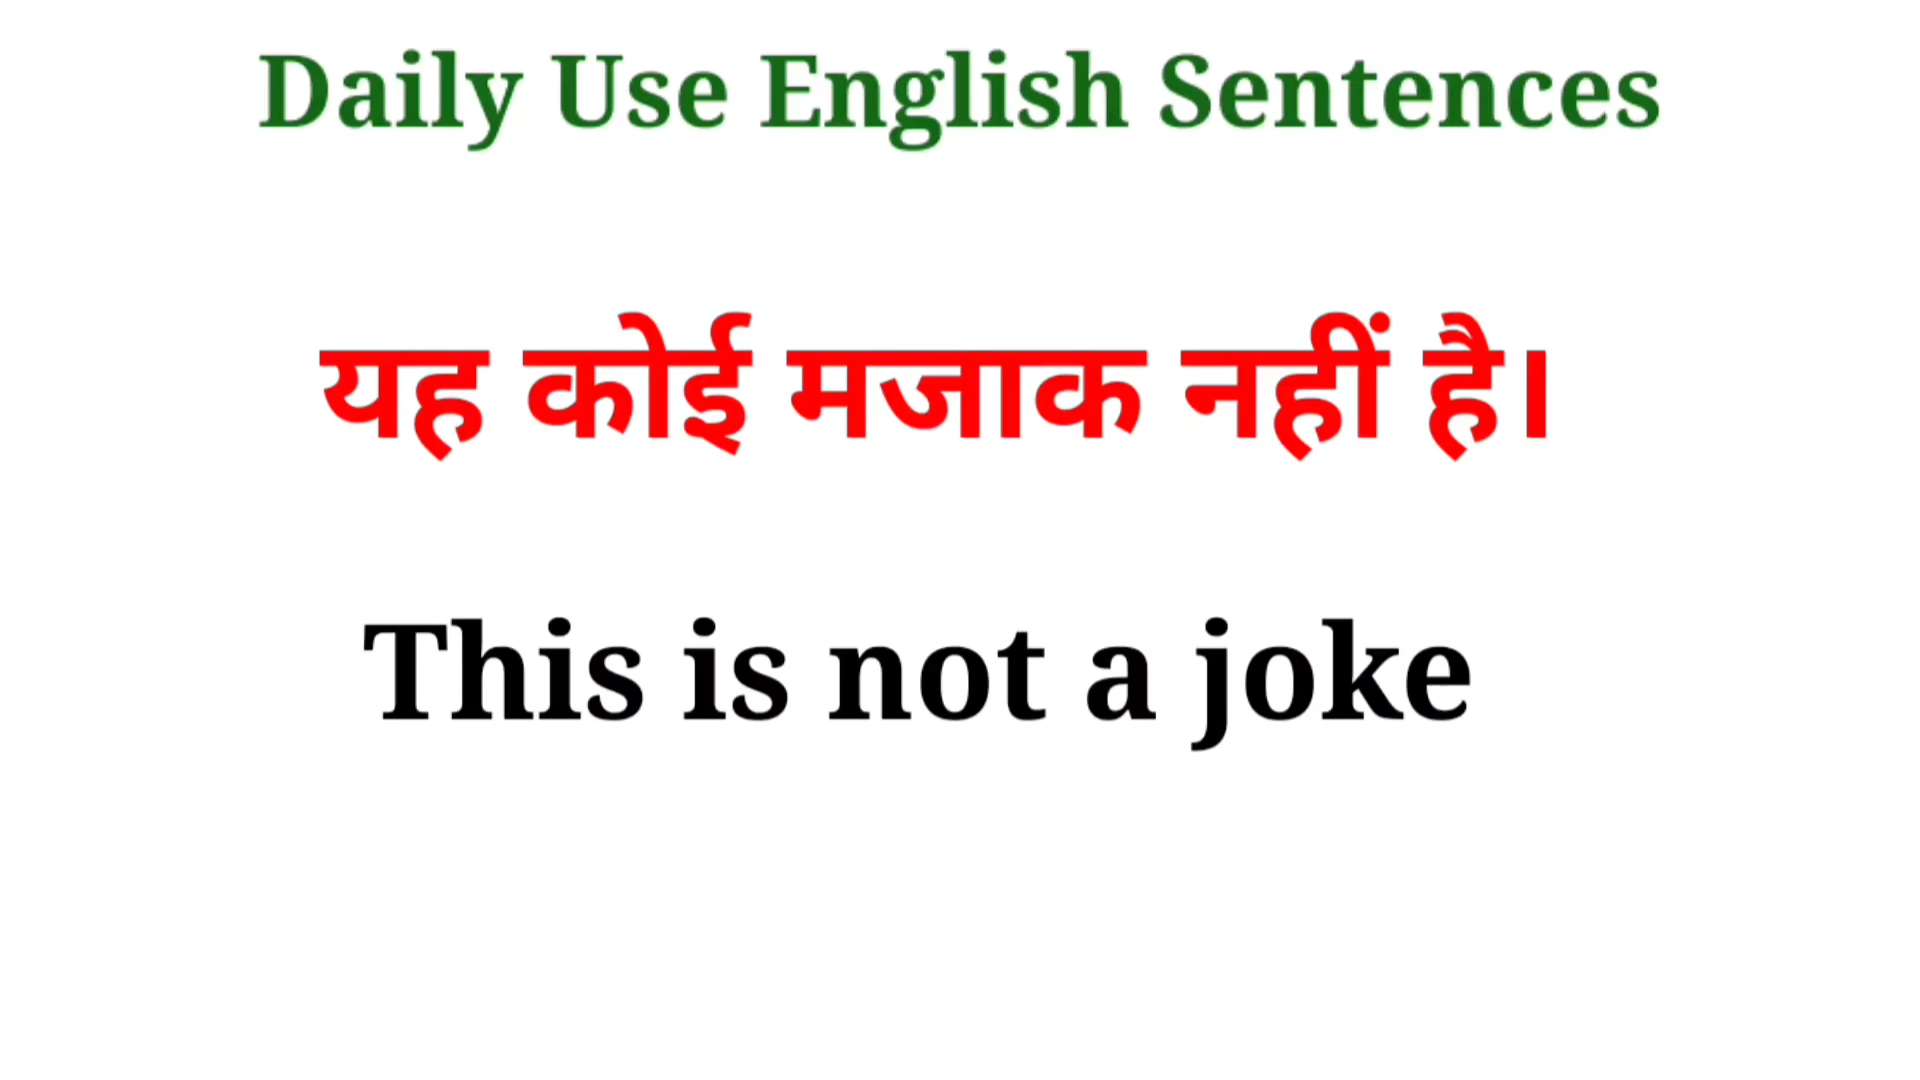 Daily Use English Sentences
यह कोई मजाक नहीं है।
This is not a joke